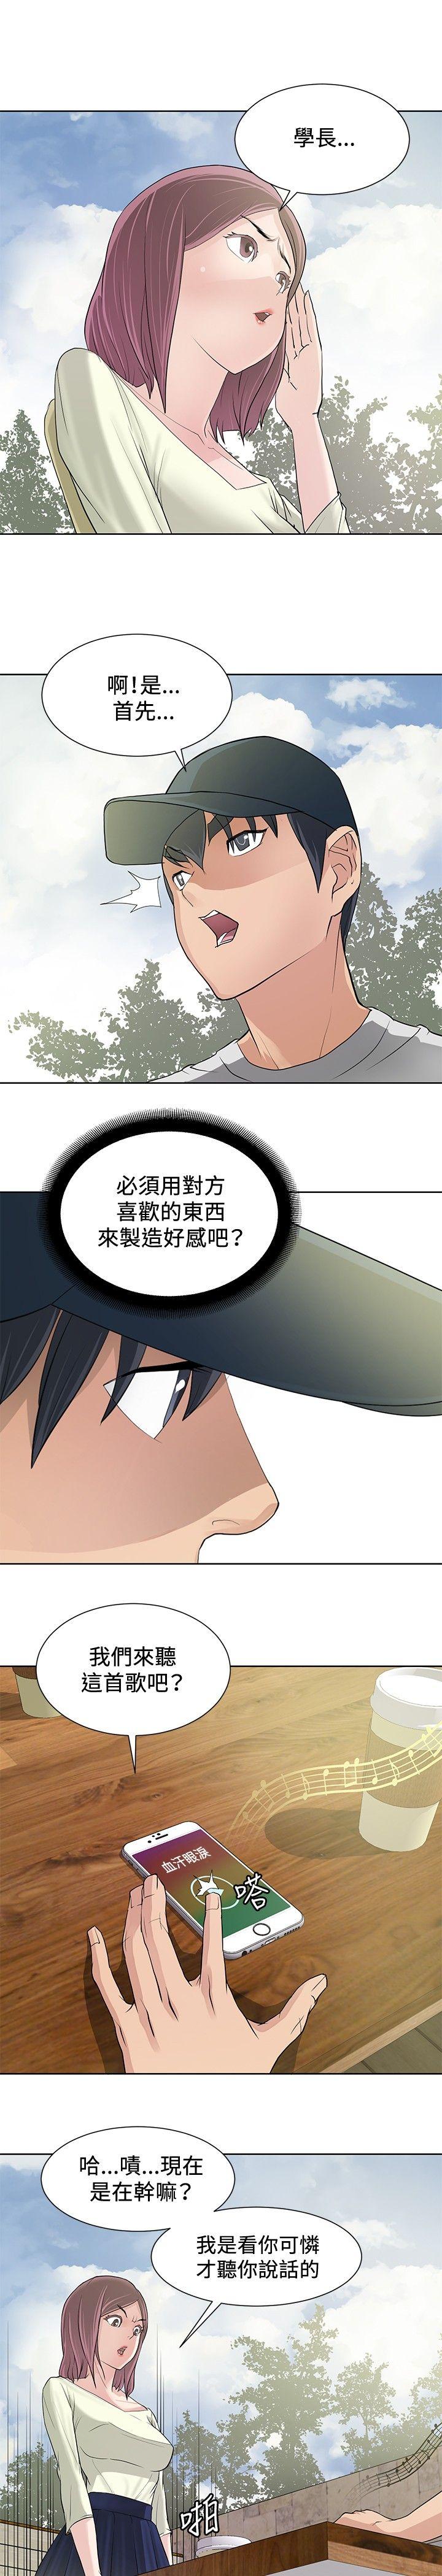 學長...
啊!是...
首先...
必須用對方
喜歡的東西
來製造好感吧?
我們來聽
這首歌吧?
血汗眼淚
嗒
哈...嘖...現在
是在幹嘛?
我是看你可憐
才聽你說話的
啪